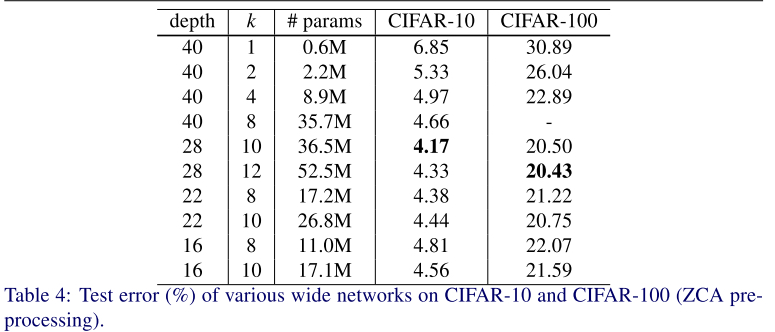 depth k # params CIFAR-10 CIFAR-100
40 1 0.6M 6.85 30.89
40 2 2.2M 5.33 26.04
40 4 8.9M 4.97 22.89
40 8 35.7M 4.66 -
28 10 36.5M 4.17 20.50
28 12 52.5M 4.33 20.43
22 8 17.2M 4.38 21.22
22 10 26.8M 4.44 20.75
16 8 11.0M 4.81 22.07
16 10 17.1M 4.56 21.59
Table 4: Test error (%) of various wide networks on CIFAR-10 and CIFAR-100 (ZCA pre-
processing).